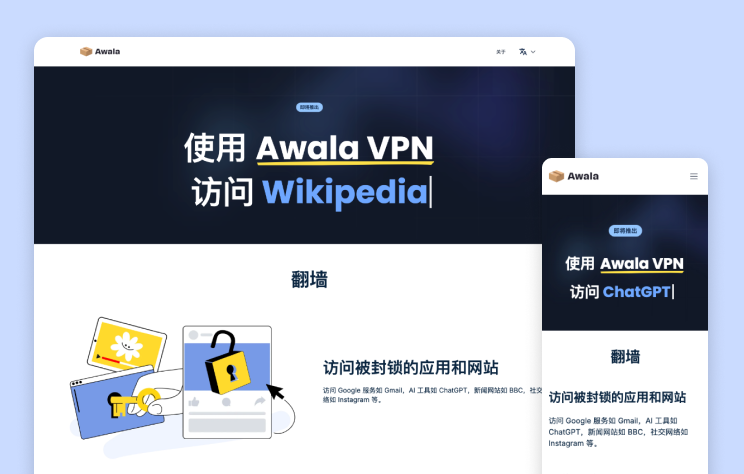 Awala
关于
即将推出
使用 Awala VPN
访问 Wikipedia
翻墙
访问被封锁的应用和网站
访问 Google 服务如 Gmail，AI 工具如 ChatGPT，新闻网站如 BBC，社交
络如 Instagram 等。
Awala
即将推出
使用 Awala VPN
访问 ChatGPT
翻墙
访问被封锁的应用和网站
访问 Google 服务如 Gmail，AI 工具如
ChatGPT，新闻网站如 BBC，社交网络如
Instagram 等。